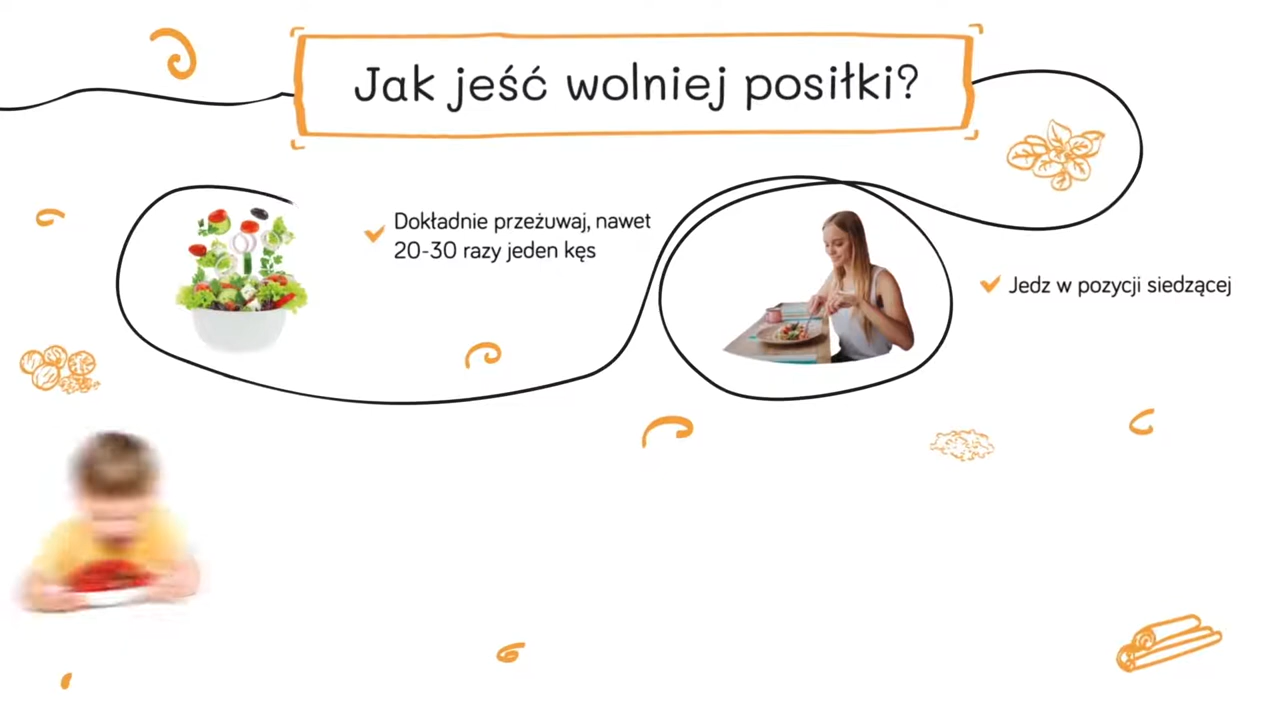 Jak jeść wolniej posiłki?
Dokładnie przeżuwaj, nawet
20-30 razy jeden kęs
Jedz w pozycji siedzącej